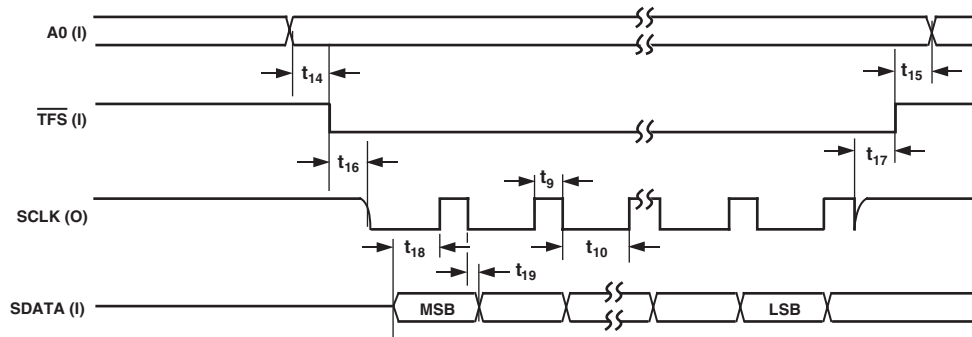 A0 (I)
t14
t15
TFS (I)
t16
t17
t9
SCLK (O)
t18
t10
t19
SDATA (I)
MSB
LSB